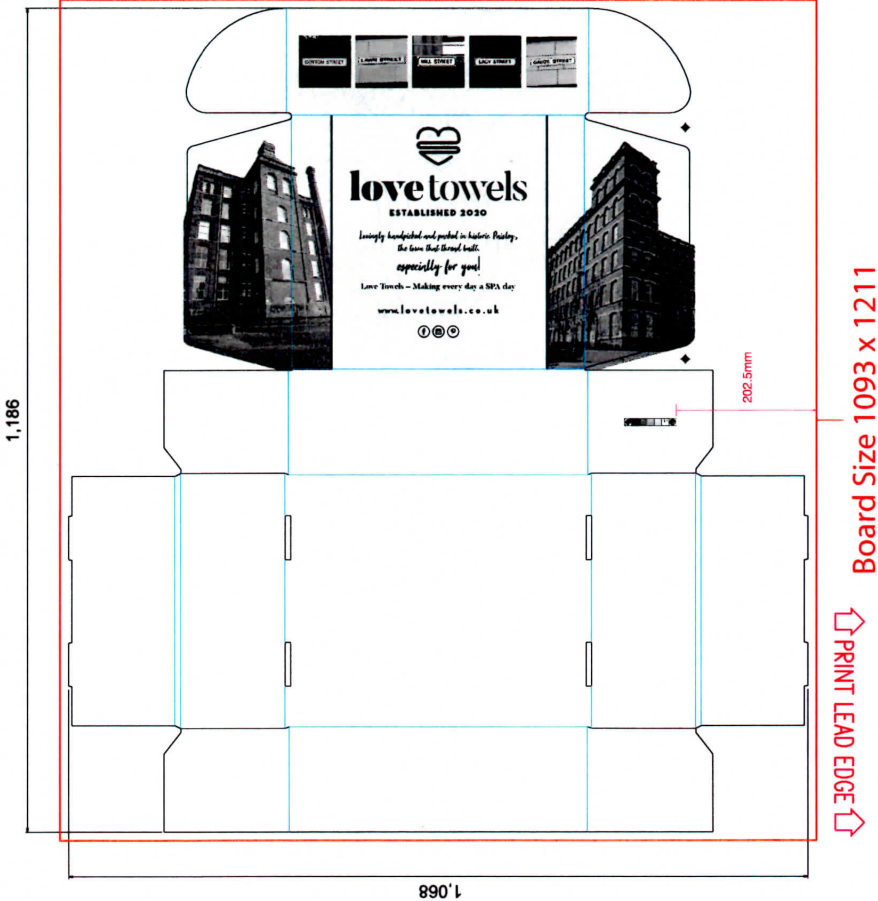 COTTON STREET
LAWN STREET
MILL STREET
LACY STREET
GAUZE STREET
love towels
ESTABLISHED 2020
Lovingly handpicked and packed in historic Paisley,
the town that thread built.
especially for you!
Love Towels – Making every day a SPA day
www.lovetowels.co.uk
1,186
202.5mm
Board Size 1093 x 1211
PRINT LEAD EDGE
1,068